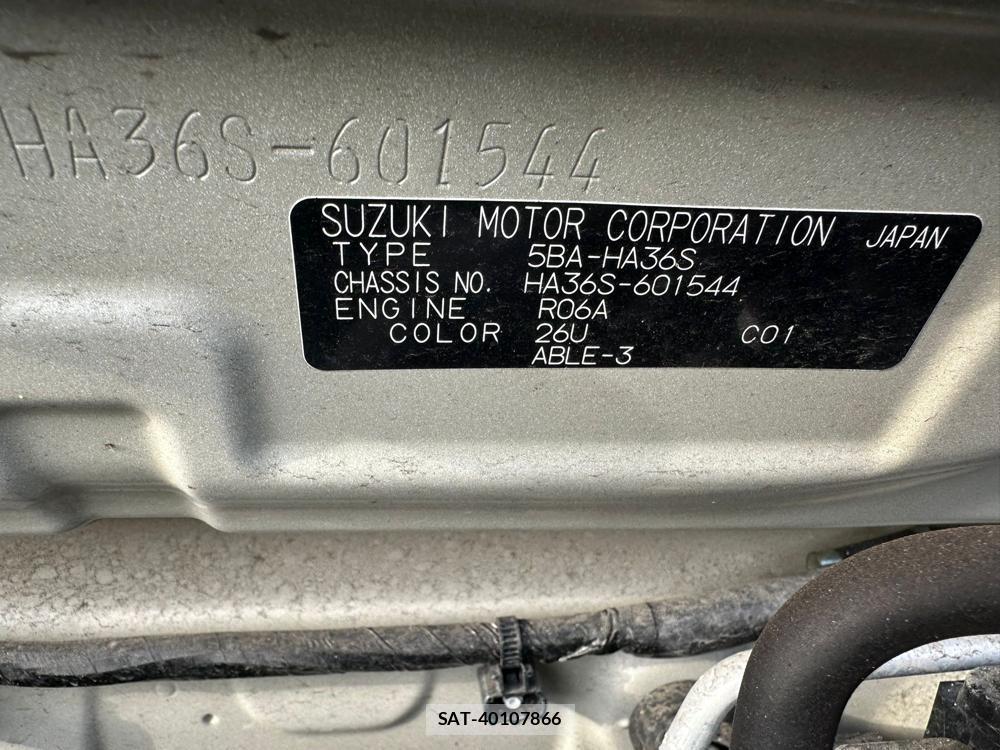 HA36S-601544
SUZUKI MOTOR CORPORATION JAPAN
TYPE 5BA-HA36S
CHASSIS NO. HA36S-601544
ENGINE R06A
COLOR 26U C01
ABLE-3
SAT-40107866